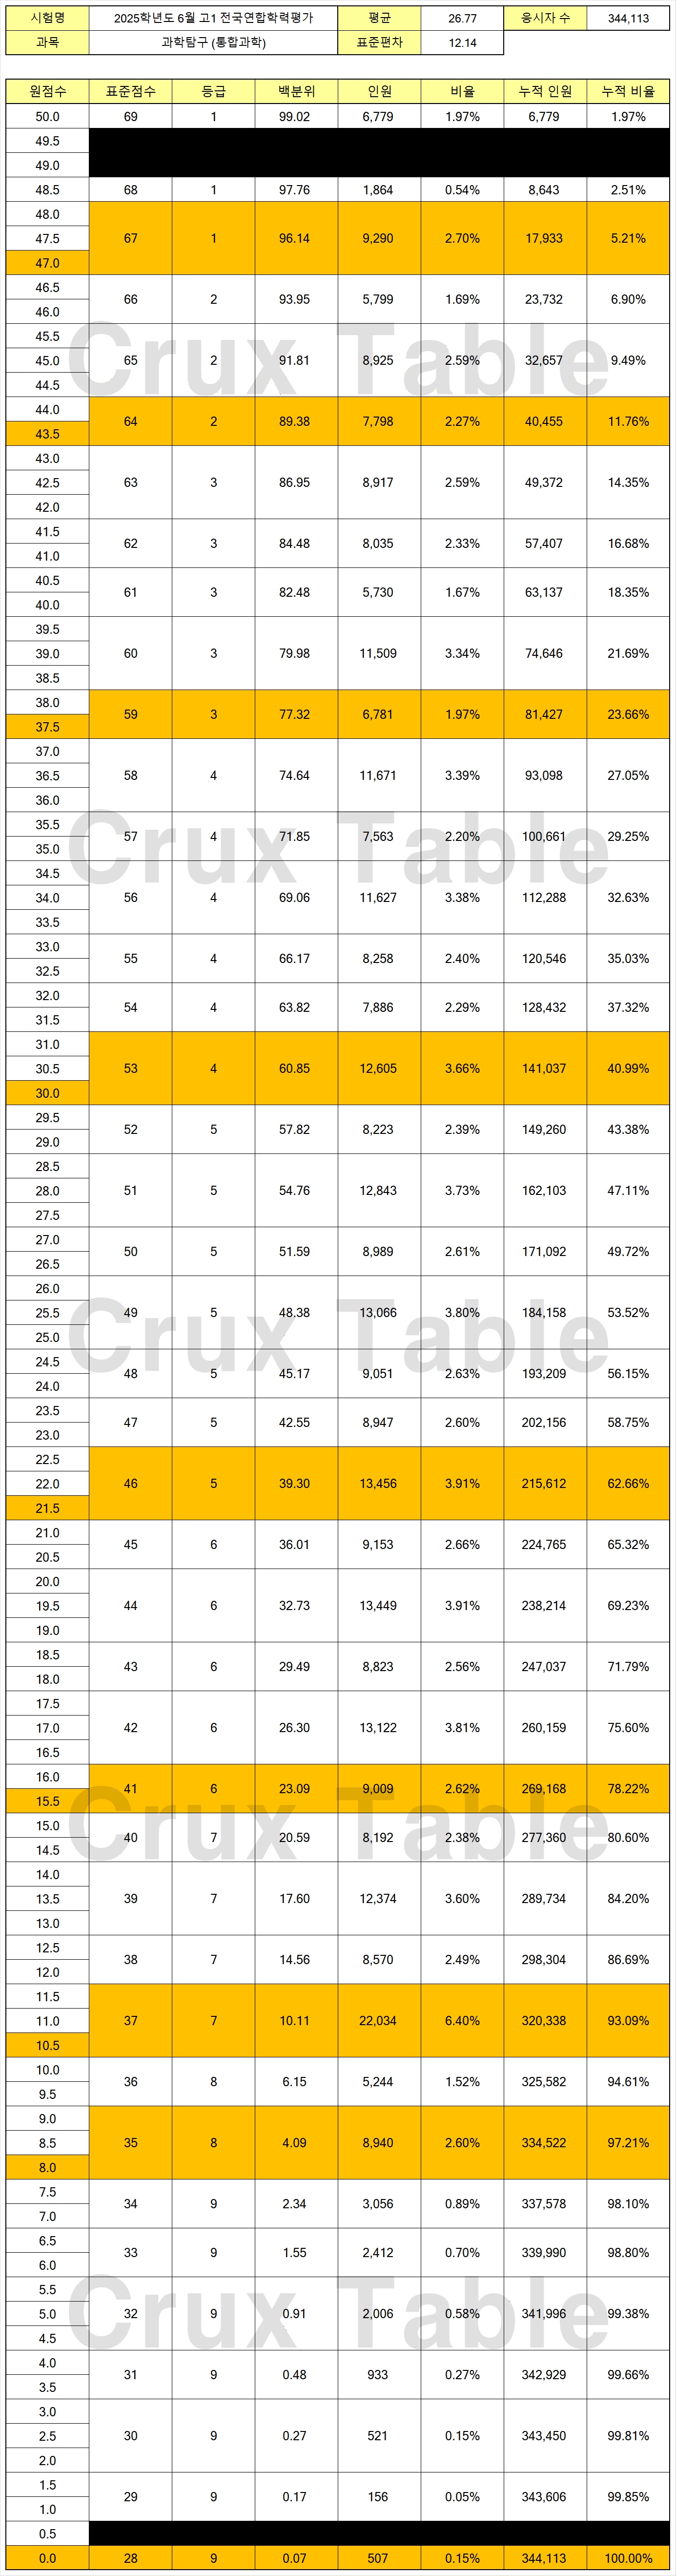 시험명 2025학년도 6월 고1 전국연합학력평가 평균 26.77 응시자 수 344,113
과목 과학탐구 (통합과학) 표준편차 12.14
원점수 표준점수 등급 백분위 인원 비율 누적 인원 누적 비율
50.0 69 1 99.02 6,779 1.97% 6,779 1.97%
49.5
49.0
48.5 68 1 97.76 1,864 0.54% 8,643 2.51%
48.0
47.5 67 1 96.14 9,290 2.70% 17,933 5.21%
47.0
46.5
66 2 93.95 5,799 1.69% 23,732 6.90%
46.0
45.5
45.0 65 2 91.81 8,925 2.59% 32,657 9.49%
44.5
Crux Table
44.0
64 2 89.38 7,798 2.27% 40,455 11.76%
43.5
43.0
42.5 63 3 86.95 8,917 2.59% 49,372 14.35%
42.0
41.5
62 3 84.48 8,035 2.33% 57,407 16.68%
41.0
40.5
61 3 82.48 5,730 1.67% 63,137 18.35%
40.0
39.5
39.0 60 3 79.98 11,509 3.34% 74,646 21.69%
38.5
38.0
59 3 77.32 6,781 1.97% 81,427 23.66%
37.5
37.0
36.5 58 4 74.64 11,671 3.39% 93,098 27.05%
36.0
35.5
57 4 71.85 7,563 2.20% 100,661 29.25%
35.0
Crux Table
34.5
34.0 56 4 69.06 11,627 3.38% 112,288 32.63%
33.5
33.0
55 4 66.17 8,258 2.40% 120,546 35.03%
32.5
32.0
54 4 63.82 7,886 2.29% 128,432 37.32%
31.5
31.0
30.5 53 4 60.85 12,605 3.66% 141,037 40.99%
30.0
29.5
52 5 57.82 8,223 2.39% 149,260 43.38%
29.0
28.5
28.0 51 5 54.76 12,843 3.73% 162,103 47.11%
27.5
27.0
50 5 51.59 8,989 2.61% 171,092 49.72%
26.5
26.0
25.5 49 5 48.38 13,066 3.80% 184,158 53.52%
25.0
Crux Table
24.5
48 5 45.17 9,051 2.63% 193,209 56.15%
24.0
23.5
47 5 42.55 8,947 2.60% 202,156 58.75%
23.0
22.5
22.0 46 5 39.30 13,456 3.91% 215,612 62.66%
21.5
21.0
45 6 36.01 9,153 2.66% 224,765 65.32%
20.5
20.0
19.5 44 6 32.73 13,449 3.91% 238,214 69.23%
19.0
18.5
43 6 29.49 8,823 2.56% 247,037 71.79%
18.0
17.5
17.0 42 6 26.30 13,122 3.81% 260,159 75.60%
16.5
16.0
41 6 23.09 9,009 2.62% 269,168 78.22%
15.5
Crux Table
15.0
40 7 20.59 8,192 2.38% 277,360 80.60%
14.5
14.0
13.5 39 7 17.60 12,374 3.60% 289,734 84.20%
13.0
12.5
38 7 14.56 8,570 2.49% 298,304 86.69%
12.0
11.5
11.0 37 7 10.11 22,034 6.40% 320,338 93.09%
10.5
10.0
36 8 6.15 5,244 1.52% 325,582 94.61%
9.5
9.0
8.5 35 8 4.09 8,940 2.60% 334,522 97.21%
8.0
7.5
34 9 2.34 3,056 0.89% 337,578 98.10%
7.0
6.5
33 9 1.55 2,412 0.70% 339,990 98.80%
6.0
5.5
5.0 32 9 0.91 2,006 0.58% 341,996 99.38%
4.5
Crux Table
4.0
31 9 0.48 933 0.27% 342,929 99.66%
3.5
3.0
2.5 30 9 0.27 521 0.15% 343,450 99.81%
2.0
1.5
29 9 0.17 156 0.05% 343,606 99.85%
1.0
0.5
0.0 28 9 0.07 507 0.15% 344,113 100.00%